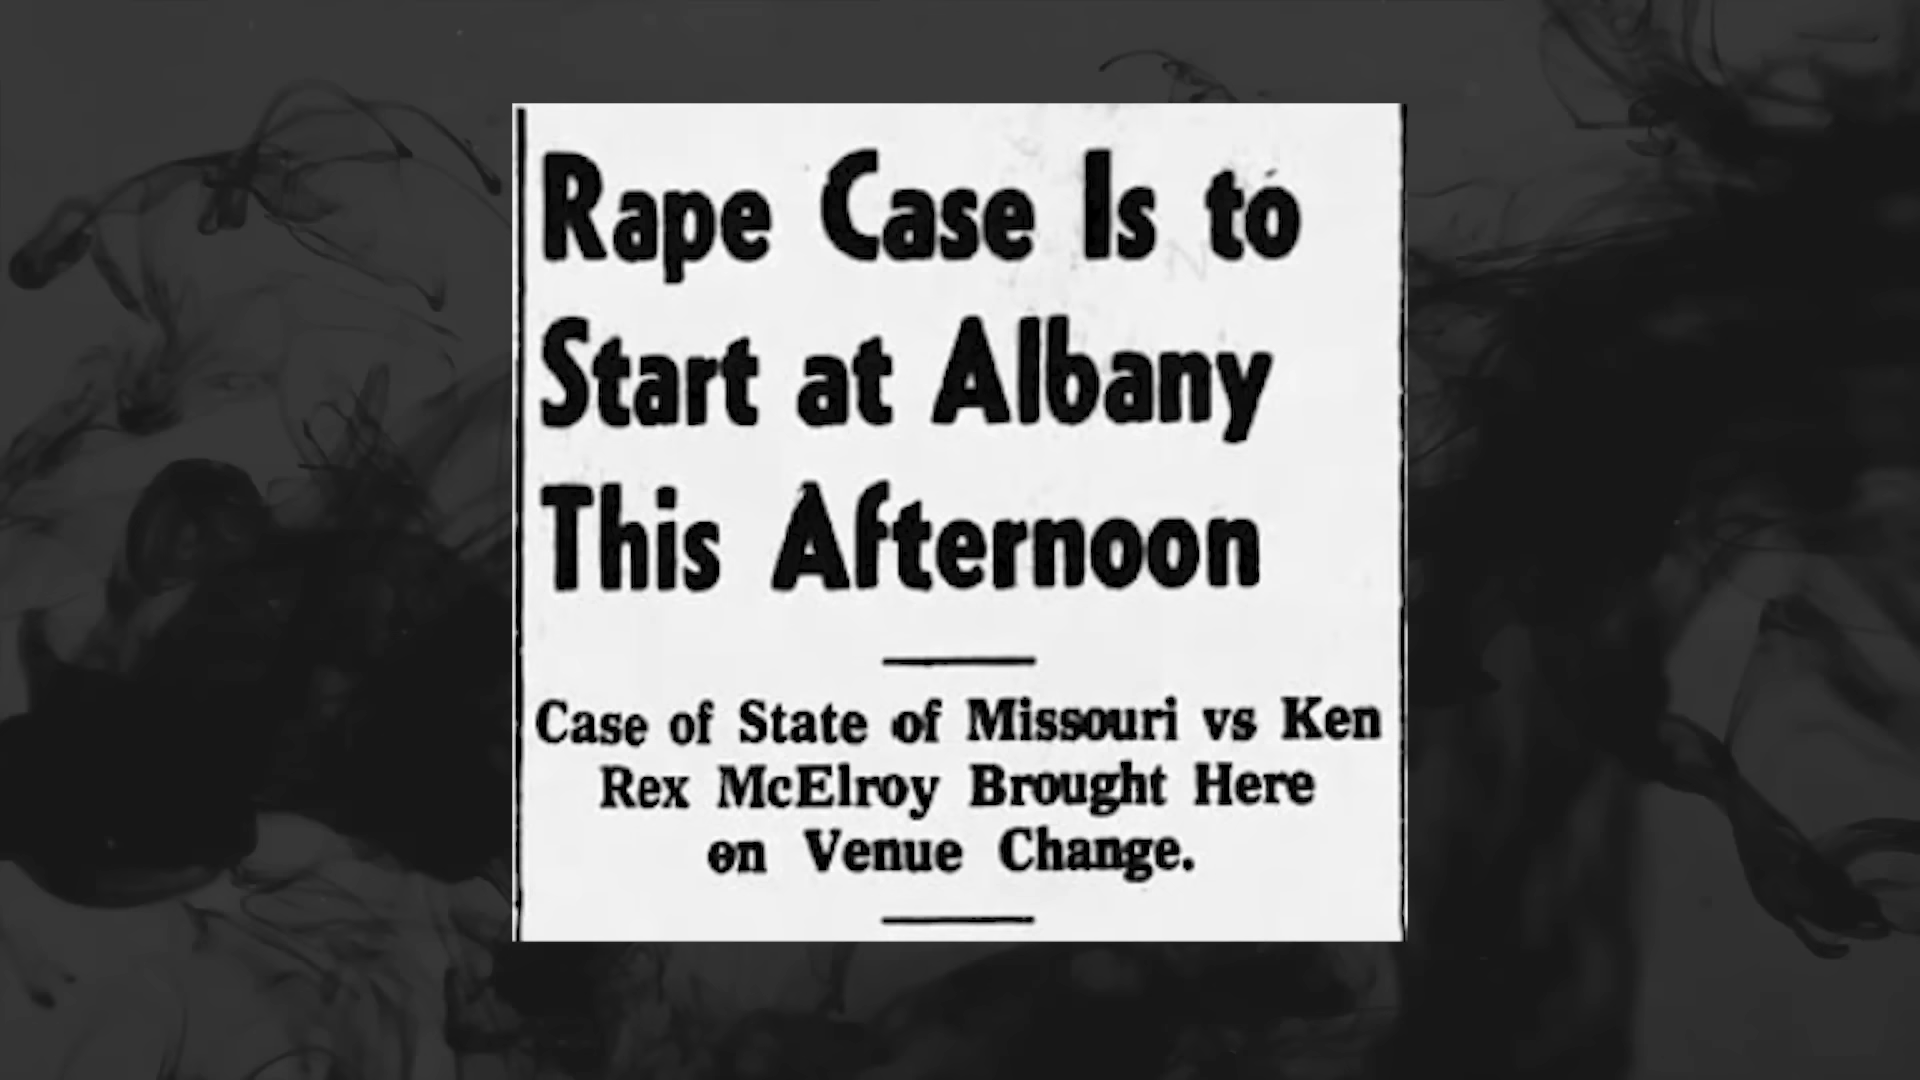 Rape Case Is to
Start at Albany
This Afternoon
Case of State of Missouri vs Ken
Rex McElroy Brought Here
on Venue Change.